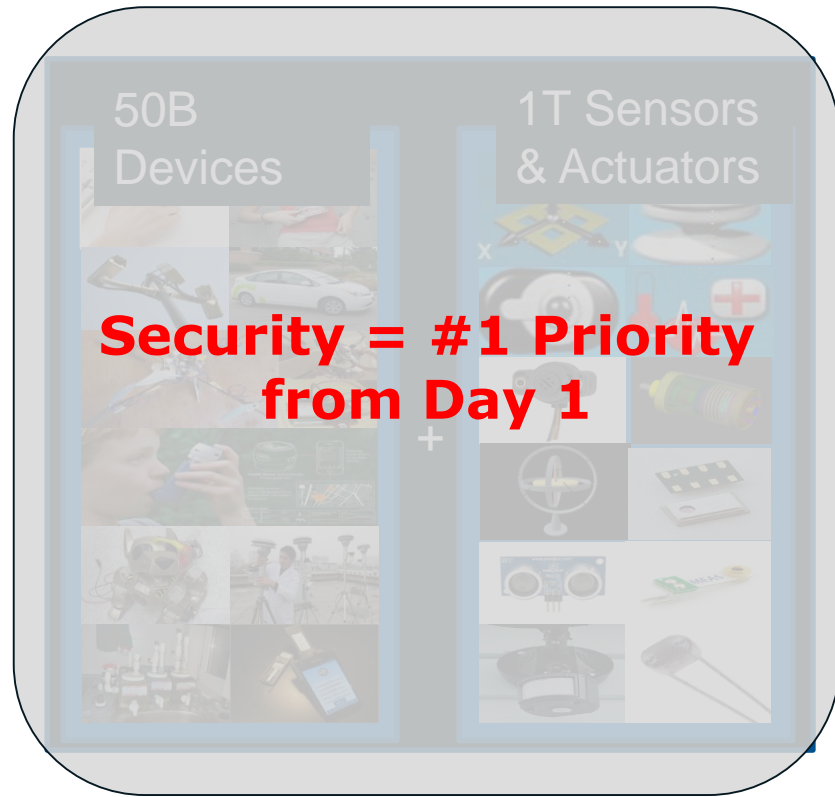 50B
Devices
1T Sensors
& Actuators
X
Y
Security = #1 Priority
from Day 1
+